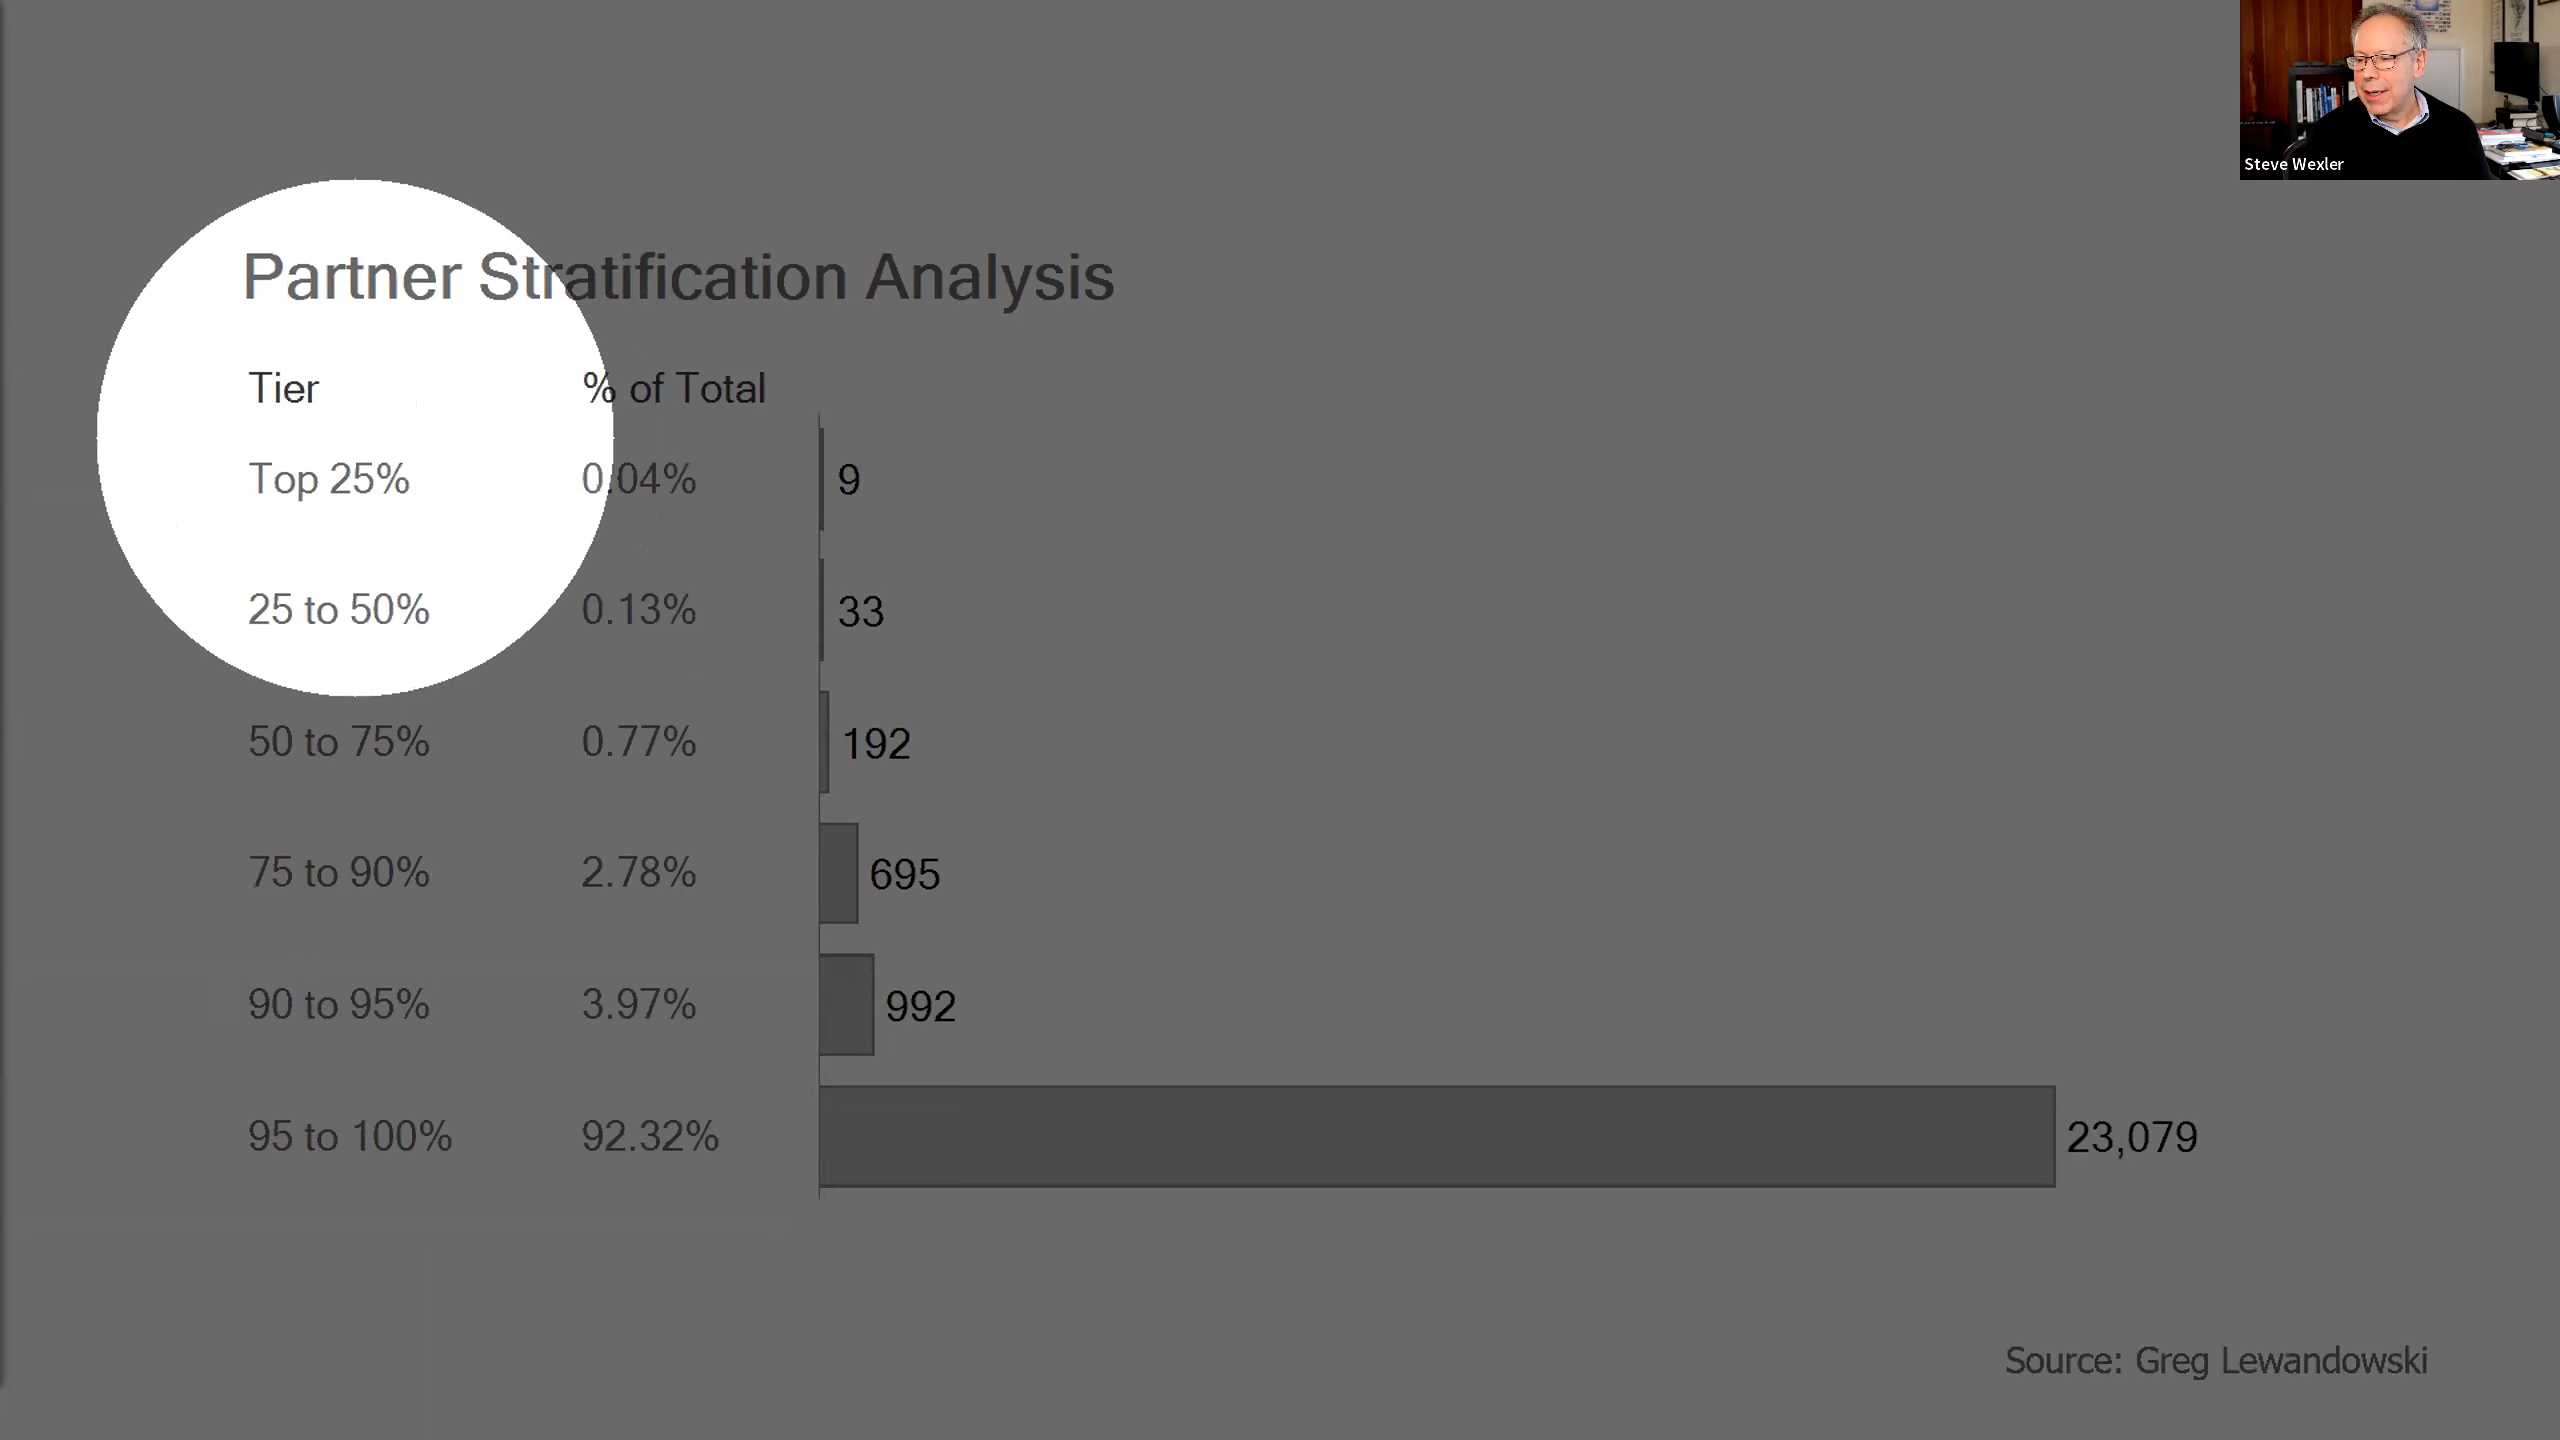 Steve Wexler
Partner Stratification Analysis
Tier % of Total
Top 25% 0.04% 9
25 to 50% 0.13% 33
50 to 75% 0.77% 192
75 to 90% 2.78% 695
90 to 95% 3.97% 992
95 to 100% 92.32% 23,079
Source: Greg Lewandowski